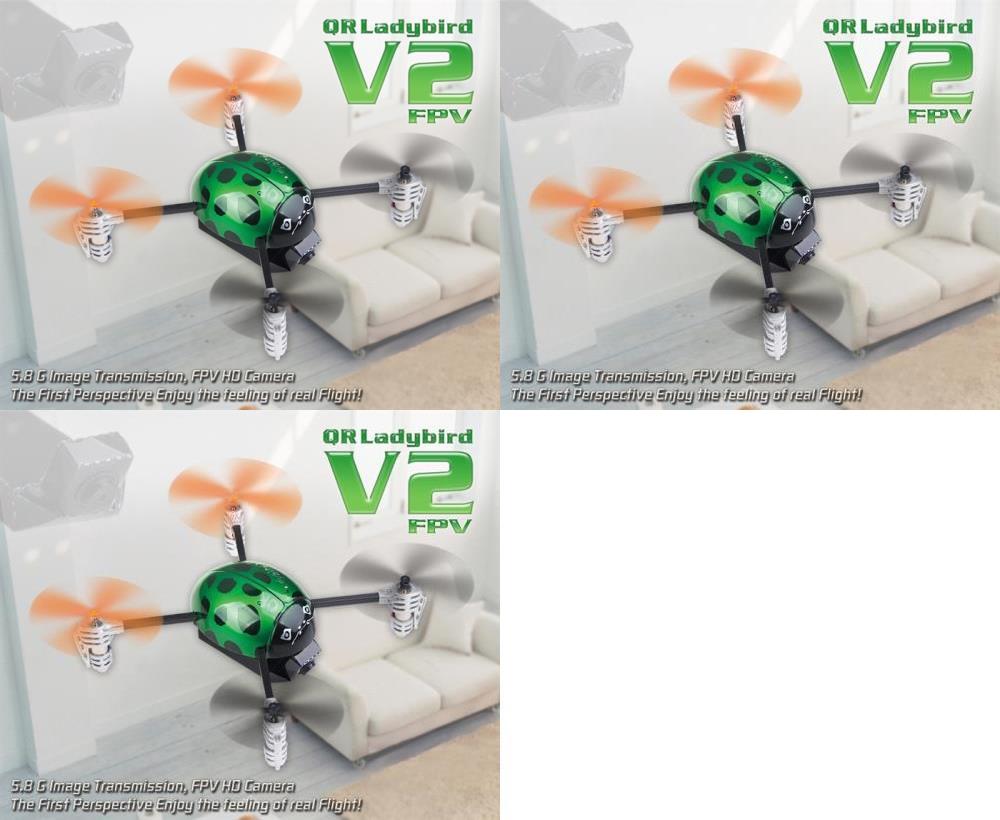 QR Ladybird
V2
FPV
5.8 G Image Transmission, FPV HD Camera
The First Perspective Enjoy the feeling of real Flight!
QR Ladybird
V2
FPV
5.8 G Image Transmission, FPV HD Camera
The First Perspective Enjoy the feeling of real Flight!
QR Ladybird
V2
FPV
5.8 G Image Transmission, FPV HD Camera
The First Perspective Enjoy the feeling of real Flight!